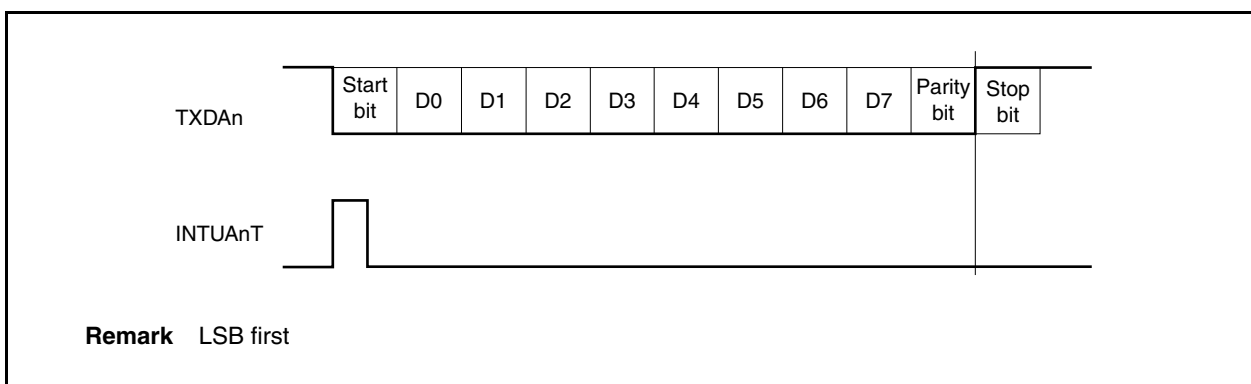 TXDAn
Start bit
D0
D1
D2
D3
D4
D5
D6
D7
Parity bit
Stop bit
INTUAnT
Remark LSB first